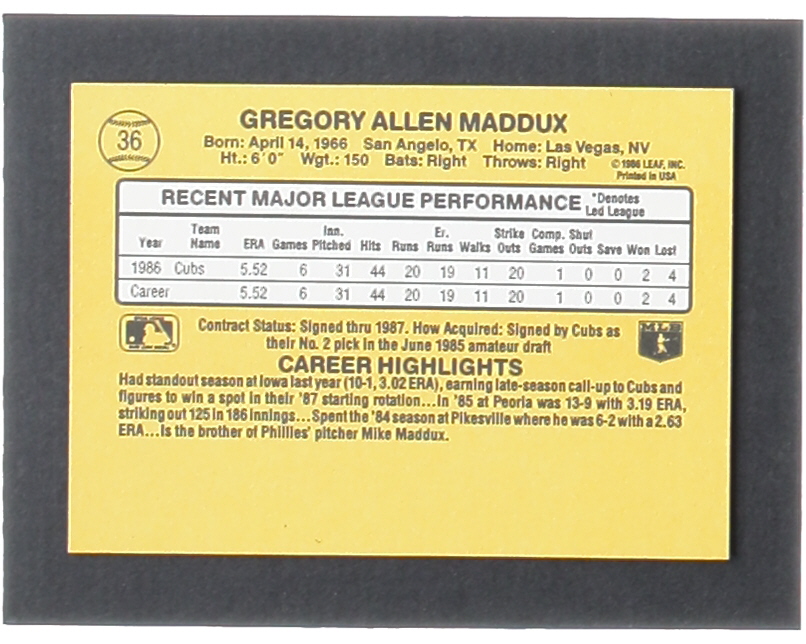 36
GREGORY ALLEN MADDUX
Born: April 14, 1966 San Angelo, TX Home: Las Vegas, NV
Ht.: 6´0˝ Wgt.: 150 Bats: Right Throws: Right
©1986 LEAF, INC.
Printed in USA
RECENT MAJOR LEAGUE PERFORMANCE
*Denotes
Led League
Year Team Name ERA Games Inn. Pitched Hits Runs Er. Runs Walks Strike Outs Comp. Games Shut Outs Save Won Lost
1986 Cubs 5.52 6 31 44 20 19 11 20 1 0 0 2 4
Career 5.52 6 31 44 20 19 11 20 1 0 0 2 4
Contract Status: Signed thru 1987. How Acquired: Signed by Cubs as
their No. 2 pick in the June 1985 amateur draft
MLB
CAREER HIGHLIGHTS
Had standout season at Iowa last year (10-1, 3.02 ERA), earning late-season call-up to Cubs and
figures to win a spot in their '87 starting rotation...In '85 at Peoria was 13-9 with 3.19 ERA,
striking out 125 in 186 innings...Spent the '84 season at Pikesville where he was 6-2 with a 2.63
ERA...Is the brother of Phillies' pitcher Mike Maddux.